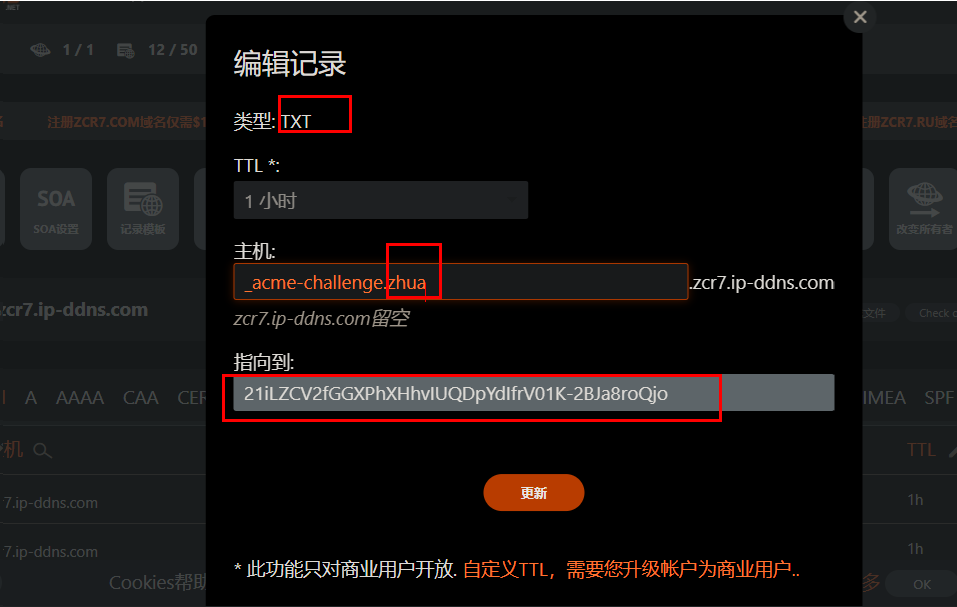 1 / 1
12 / 50
编辑记录
注册ZCR7.COM域名仅需$1
注册ZCR7.RU域名
类型: TXT
TTL *:
1 小时
SOA
SOA设置
记录模板
改变所有者
主机:
_acme-challenge.zhua
.zcr7.ip-ddns.com
zcr7.ip-ddns.com
zcr7.ip-ddns.com留空
文件
Check
指向到:
21iLZCV2fGGXPhXHhvIUQDpYdIfrV01K-2BJa8roQjo
A
AAAA
CAA
CER
IMEA
SPF
机
TTL
7.ip-ddns.com
1h
更新
7.ip-ddns.com
1h
Cookies帮助
* 此功能只对商业用户开放. 自定义TTL，需要您升级帐户为商业用户..
多
OK